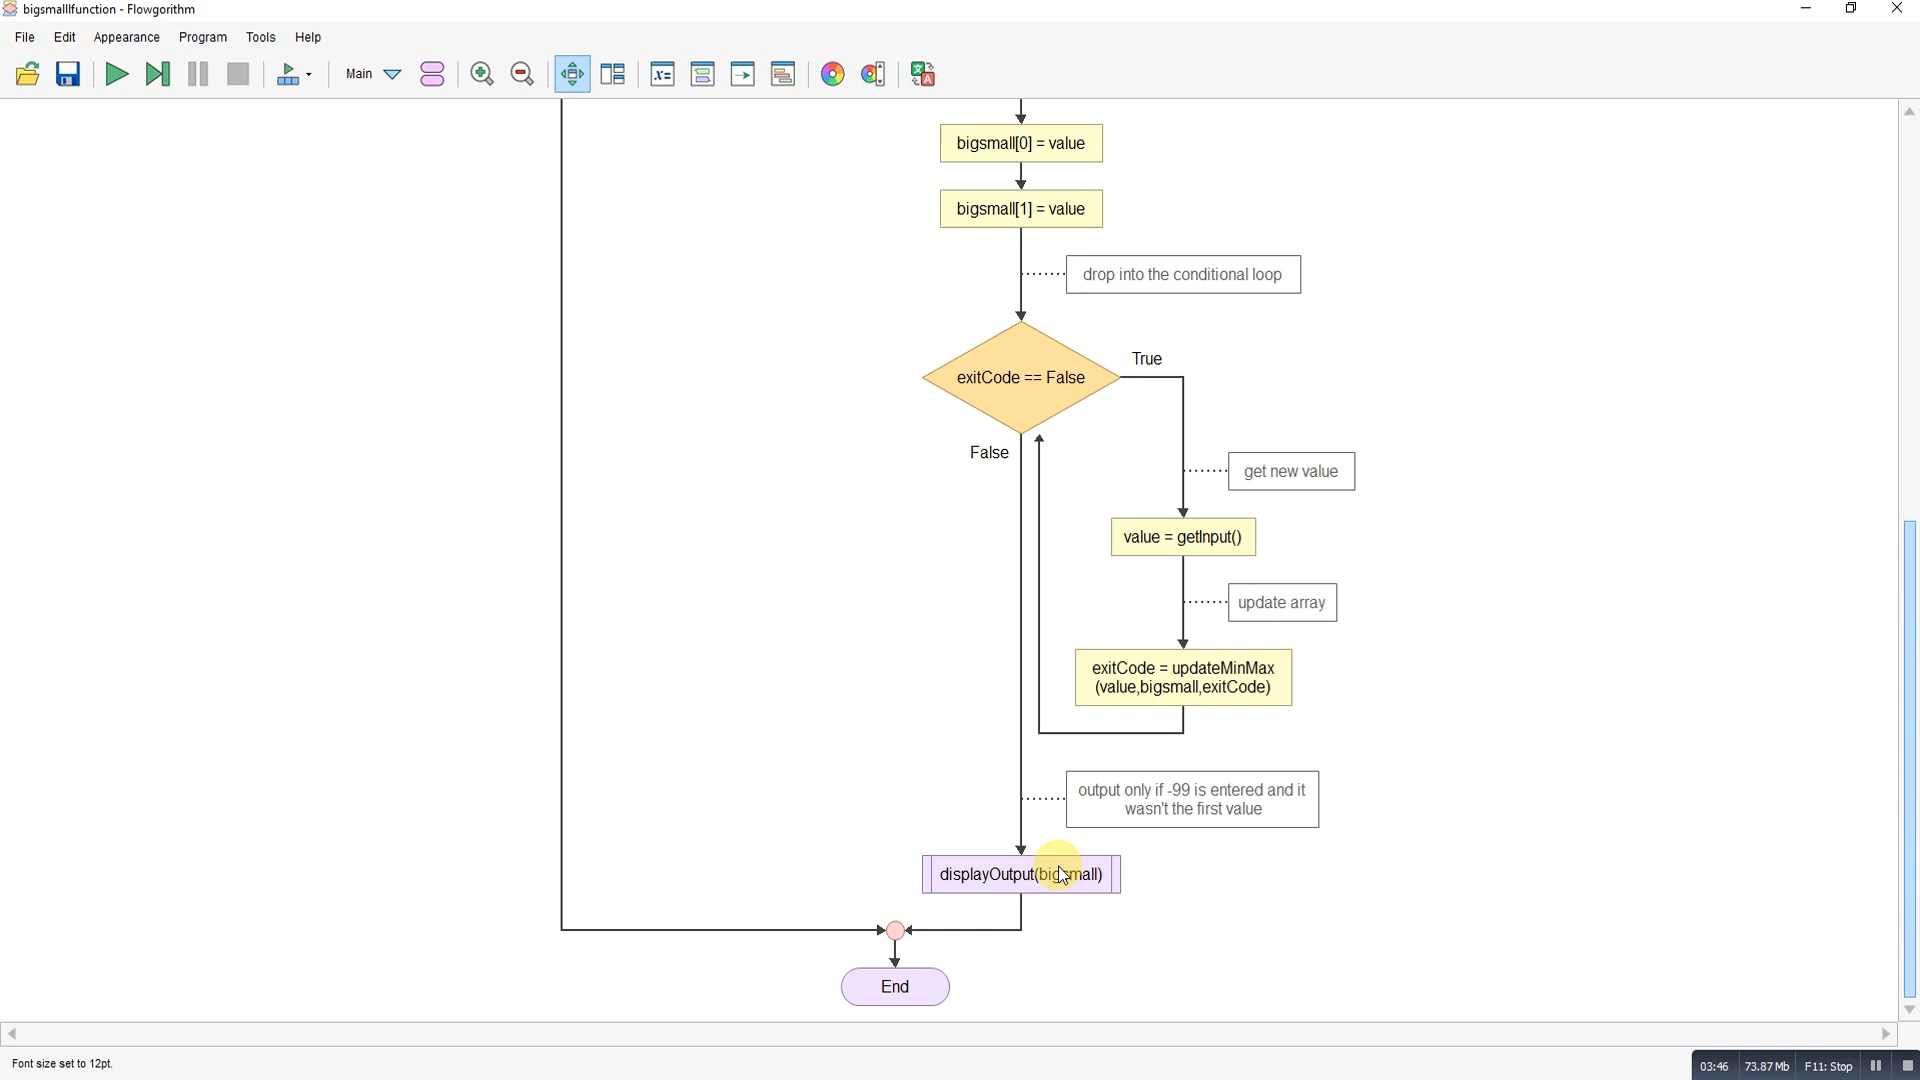 bigsmalllfunction - Flowgorithm
File Edit Appearance Program Tools Help
Main
bigsmall[0] = value
bigsmall[1] = value
drop into the conditional loop
True
exitCode == False
False
get new value
value = getInput()
update array
exitCode = updateMinMax
(value,bigsmall,exitCode)
output only if -99 is entered and it
wasn't the first value
displayOutput(bigsmall)
End
Font size set to 12pt.
03:46 73.87 Mb F11: Stop